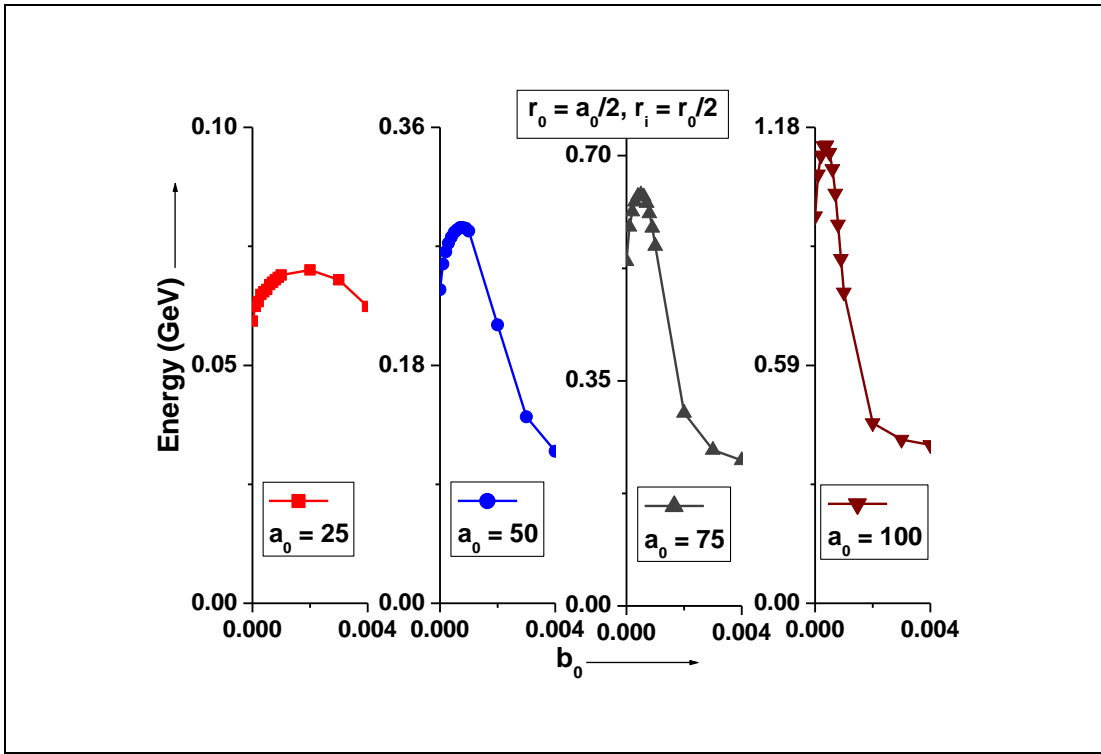 r0 = a0/2, ri = r0/2
Energy (GeV)
0.10
0.05
0.00
0.000
0.004
a0 = 25
0.36
0.18
0.00
0.000
0.004
a0 = 50
0.70
0.35
0.00
0.000
0.004
a0 = 75
1.18
0.59
0.00
0.000
0.004
a0 = 100
b0